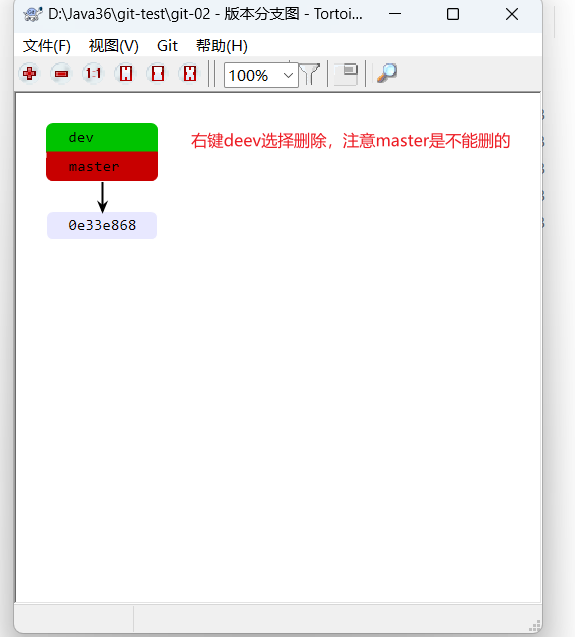 D:\Java36\git-test\git-02 - 版本分支图 - Tortoi...
文件(F) 视图(V) Git 帮助(H)
1:1 100%
dev
右键deev选择删除，注意master是不能删的
master
0e33e868